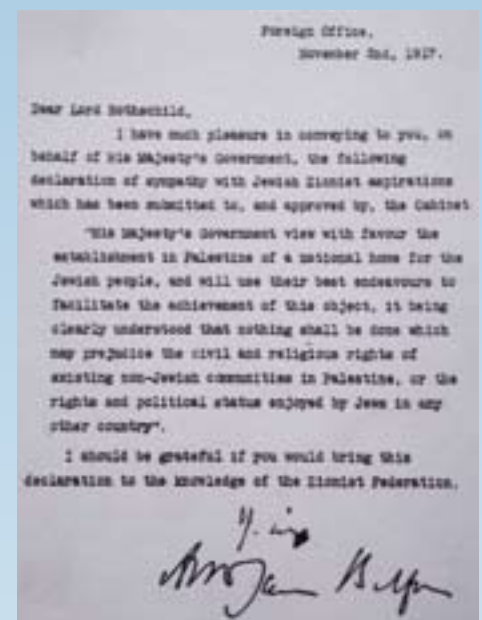 Foreign Office,
November 2nd, 1917.
Dear Lord Rothschild,
I have much pleasure in conveying to you, on
behalf of His Majesty's Government, the following
declaration of sympathy with Jewish Zionist aspirations
which has been submitted to, and approved by, the Cabinet
"His Majesty's Government view with favour the
establishment in Palestine of a national home for the
Jewish people, and will use their best endeavours to
facilitate the achievement of this object, it being
clearly understood that nothing shall be done which
may prejudice the civil and religious rights of
existing non-Jewish communities in Palestine, or the
rights and political status enjoyed by Jews in any
other country".
I should be grateful if you would bring this
declaration to the knowledge of the Zionist Federation.